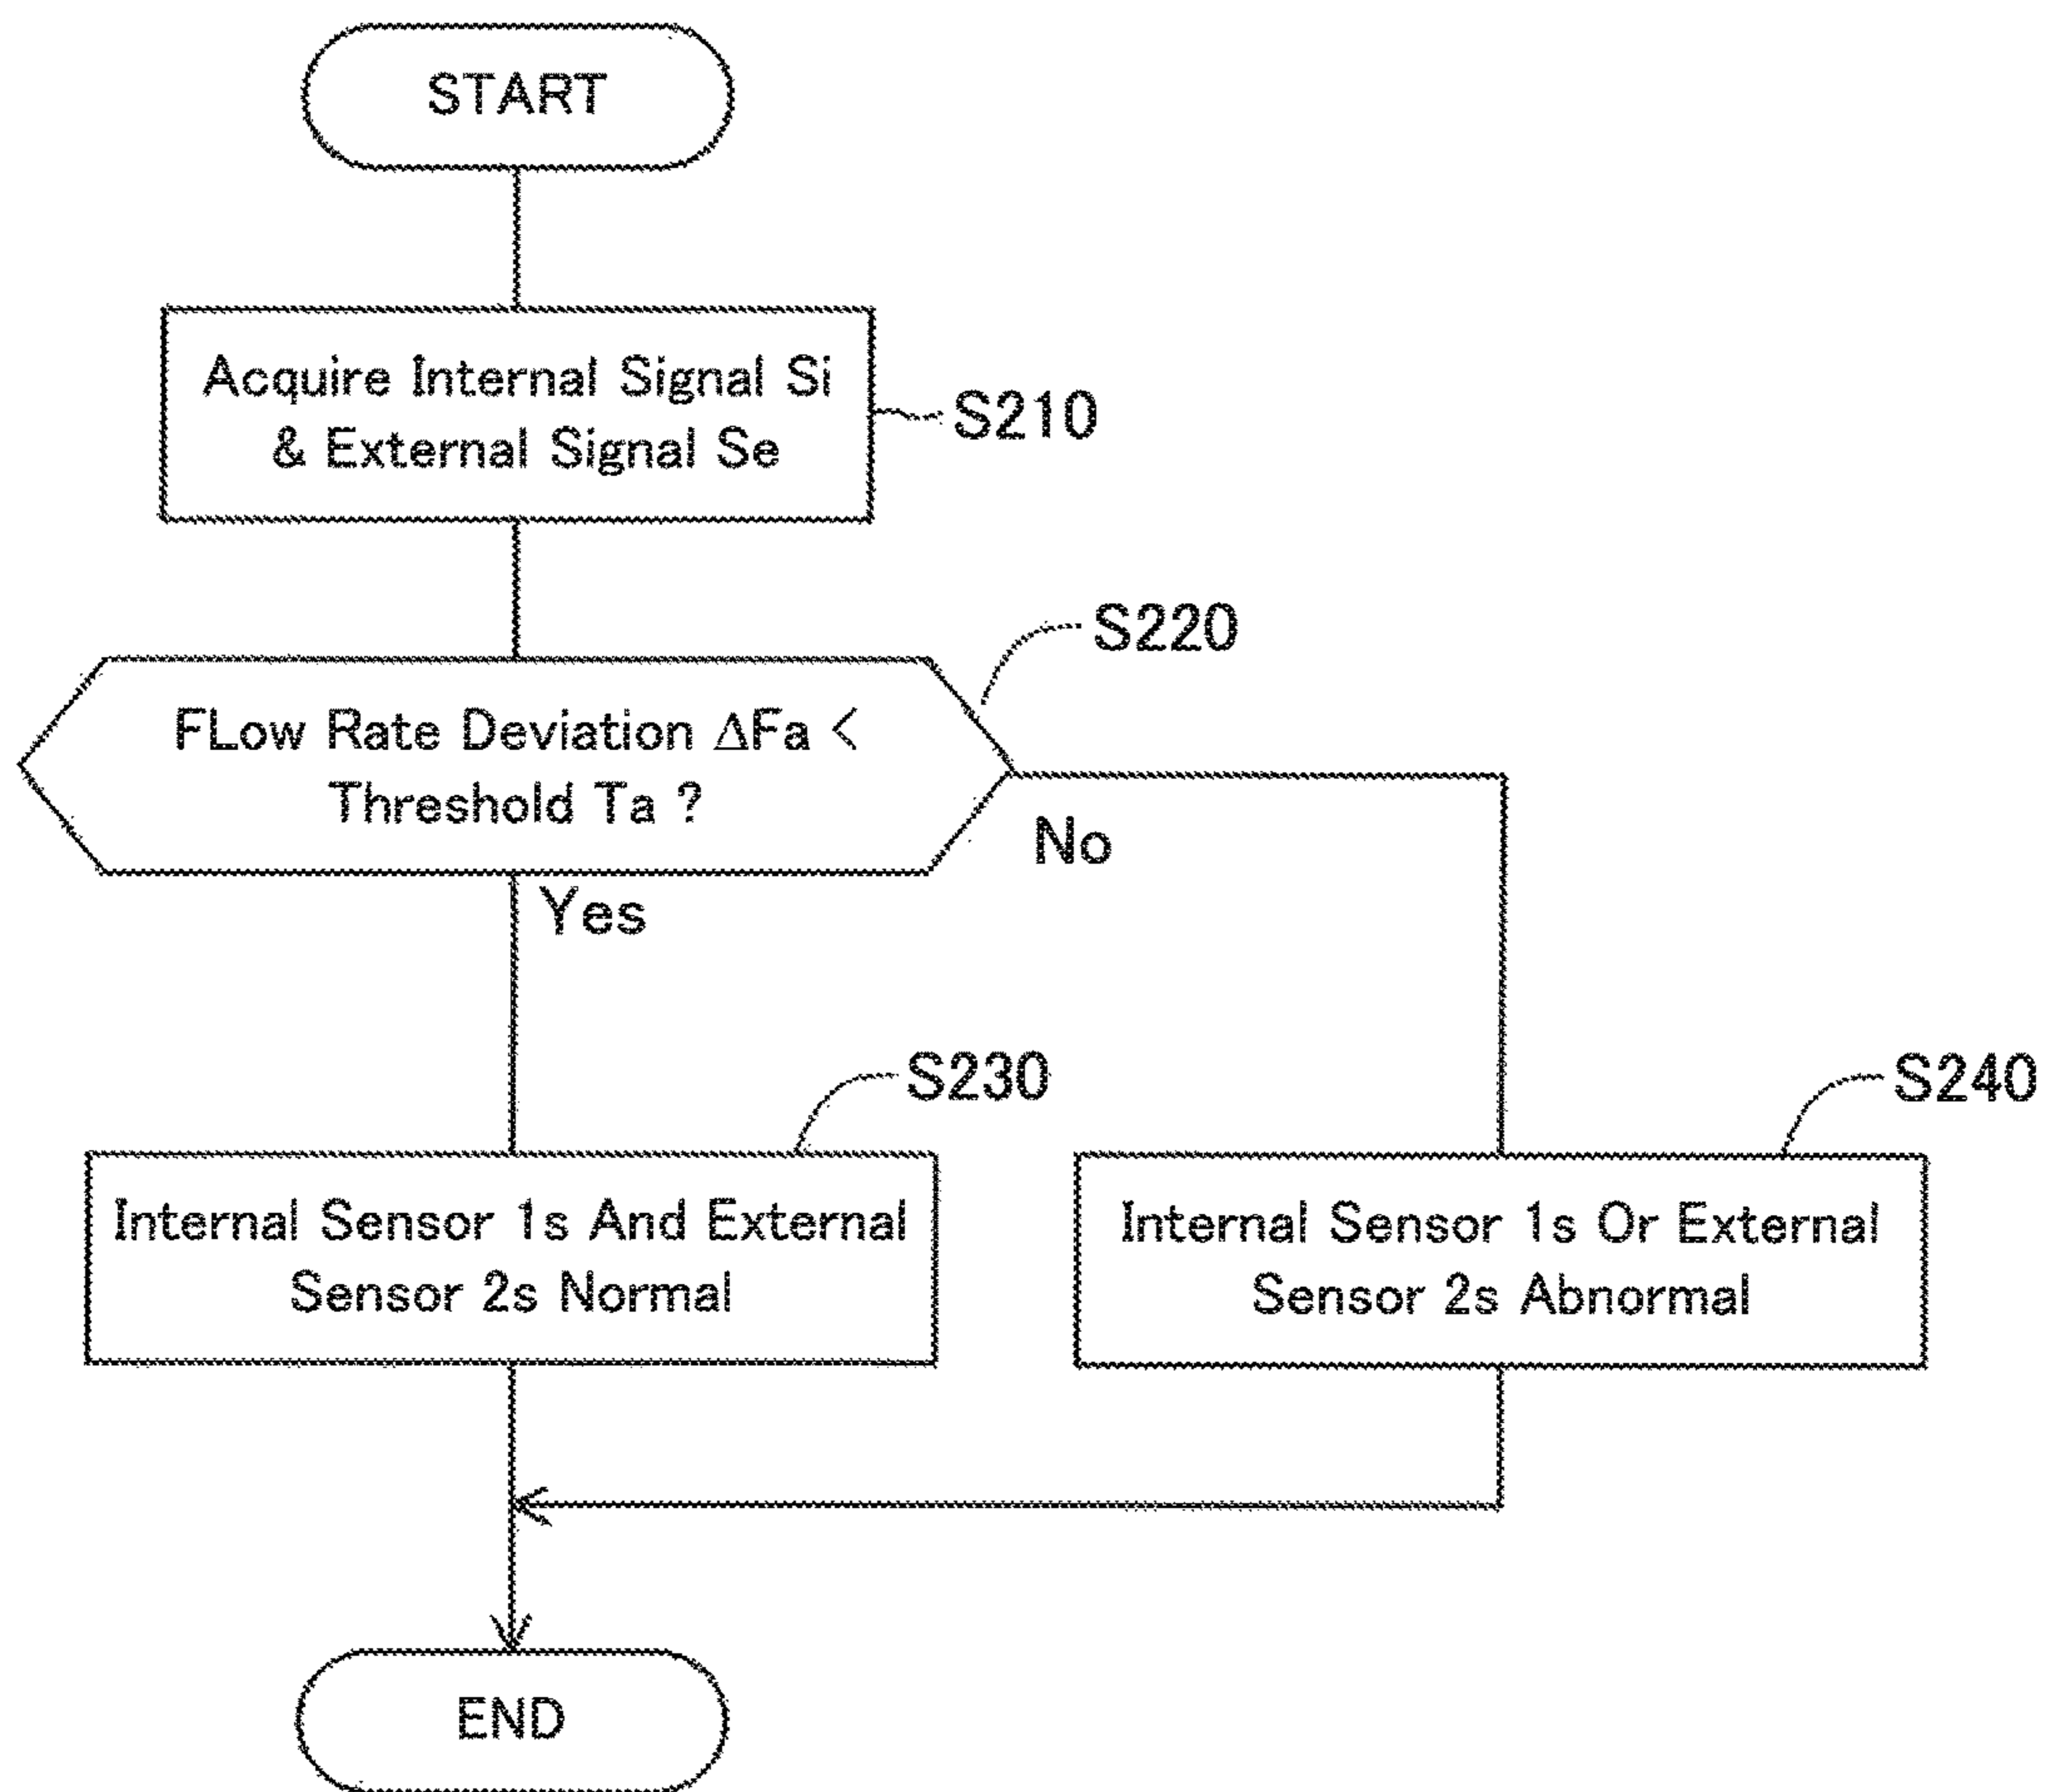 START
Acquire Internal Signal Si
& External Signal Se
S210
S220
FLow Rate Deviation ΔFa <
Threshold Ta ?
No
Yes
S230
S240
Internal Sensor 1s And External
Sensor 2s Normal
Internal Sensor 1s Or External
Sensor 2s Abnormal
END